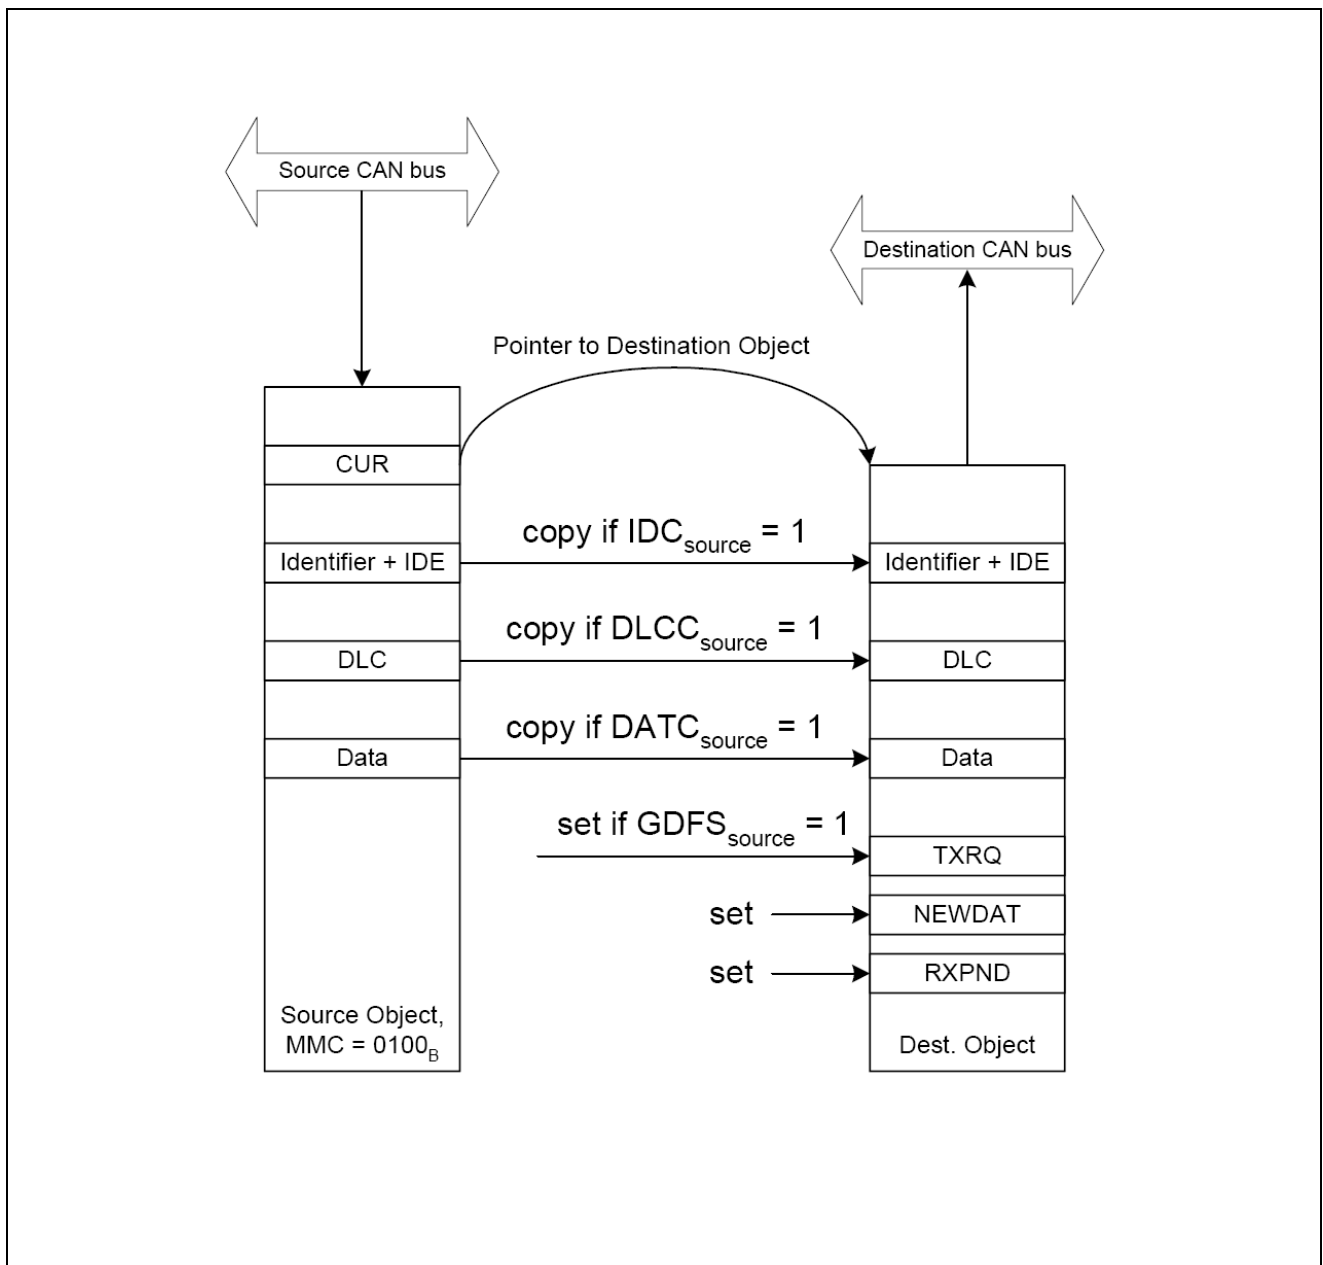 Source CAN bus
Destination CAN bus
Pointer to Destination Object
CUR
copy if IDCsource = 1
Identifier + IDE
Identifier + IDE
copy if DLCCsource = 1
DLC
DLC
copy if DATCsource = 1
Data
Data
set if GDFSsource = 1
TXRQ
set
NEWDAT
set
RXPND
Source Object,
MMC = 0100B
Dest. Object